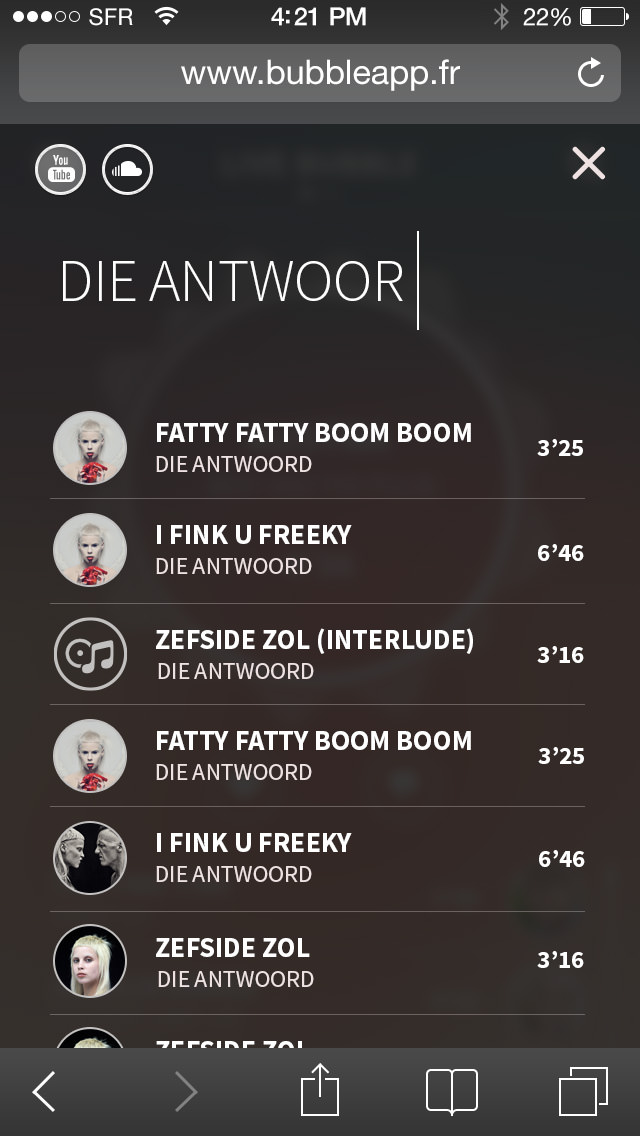 SFR 4:21 PM 22%
www.bubbleapp.fr
You
Tube
DIE ANTWOOR
FATTY FATTY BOOM BOOM
DIE ANTWOORD
3’25
I FINK U FREEKY
DIE ANTWOORD
6’46
ZEFSIDE ZOL (INTERLUDE)
DIE ANTWOORD
3’16
FATTY FATTY BOOM BOOM
DIE ANTWOORD
3’25
I FINK U FREEKY
DIE ANTWOORD
6’46
ZEFSIDE ZOL
DIE ANTWOORD
3’16
ZEFSIDE ZOL